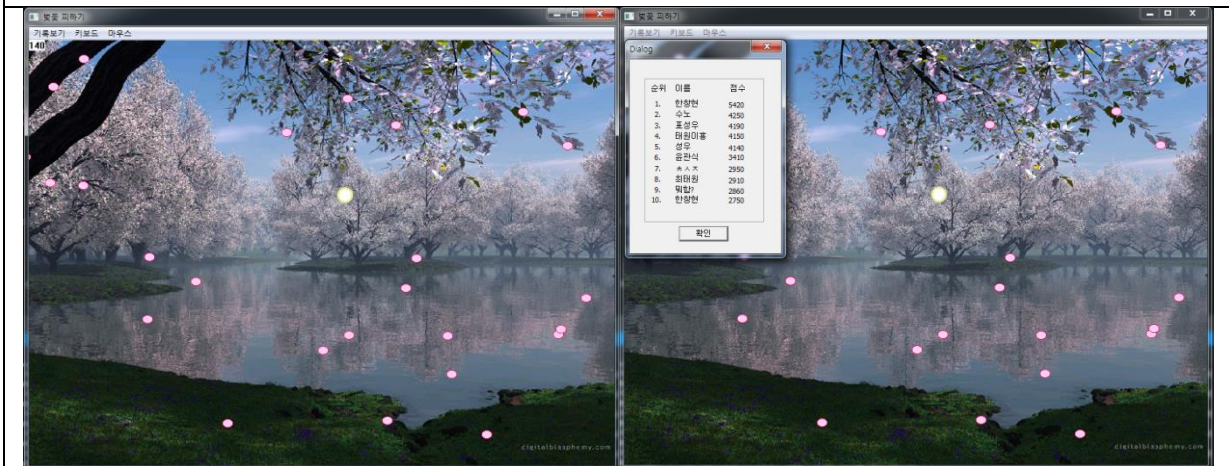 벚꽃 피하기
기록보기 키보드 마우스
140
digitalblasphemy.com
벚꽃 피하기
기록보기 키보드 마우스
Dialog
순위 이름 점수
1. 한창현 5420
2. 수노 4250
3. 표성우 4190
4. 태원미홍 4150
5. 성우 4140
6. 윤관식 3410
7. ㅊㅅㅈ 2950
8. 최태원 2910
9. 뭐할? 2860
10. 한창현 2750
확인
digitalblasphemy.com